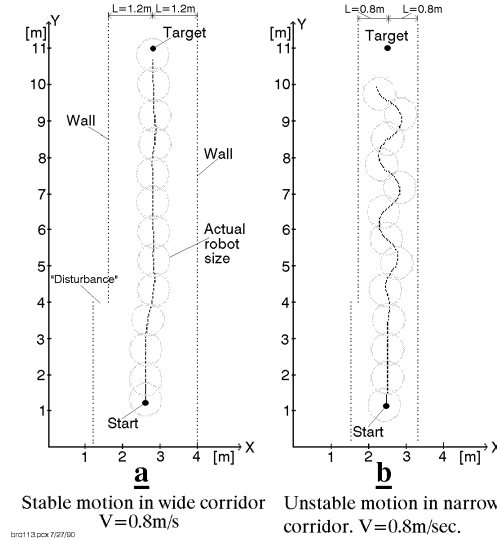 L=1.2m L=1.2m
[m] Y
Target
11
10
9
8
7
6
5
4
3
2
1
Wall
Wall
Actual
robot
size
"Disturbance"
Start
1 2 3 4 X
[m]
a
Stable motion in wide corridor
V=0.8m/s
bro113.pcx 7/27/90
L=0.8m L=0.8m
[m] Y
Target
11
10
9
8
7
6
5
4
3
2
1
Start
1 2 3 4 X
[m]
b
Unstable motion in narrow
corridor. V=0.8m/sec.